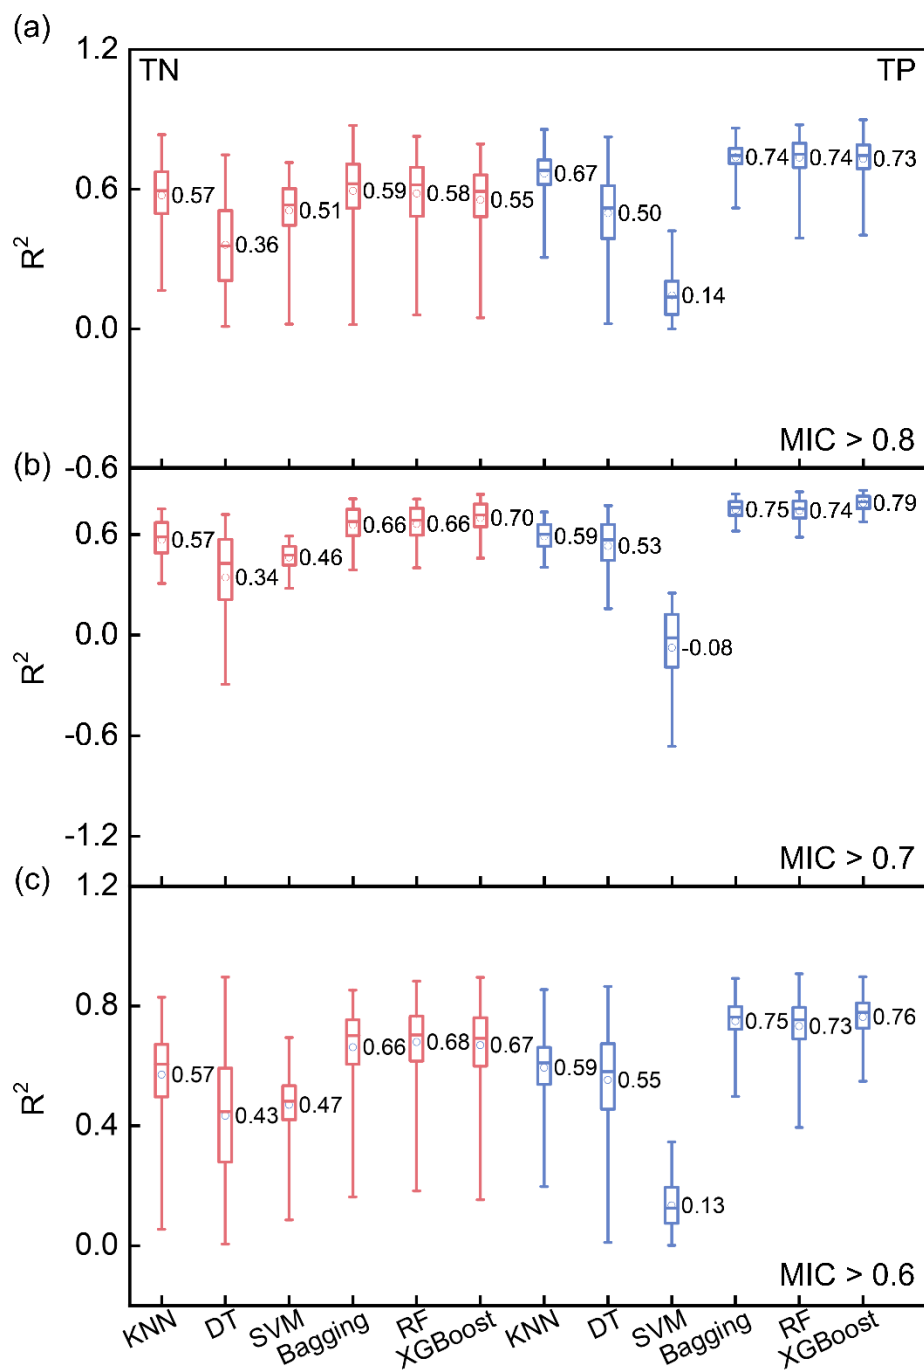 (a)
1.2
TN
TP
0.6
0.57
0.36
0.51
0.59
0.58
0.55
0.67
0.50
0.14
0.74
0.74
0.73
R2
0.0
MIC > 0.8
(b)
-0.6
0.6
0.57
0.34
0.46
0.66
0.66
0.70
0.59
0.53
-0.08
0.75
0.74
0.79
R2
0.0
-0.6
-1.2
MIC > 0.7
(c)
1.2
0.8
0.57
0.43
0.47
0.66
0.68
0.67
0.59
0.55
0.13
0.75
0.73
0.76
R2
0.4
0.0
MIC > 0.6
KNN
DT
SVM
Bagging
RF
XGBoost
KNN
DT
SVM
Bagging
RF
XGBoost